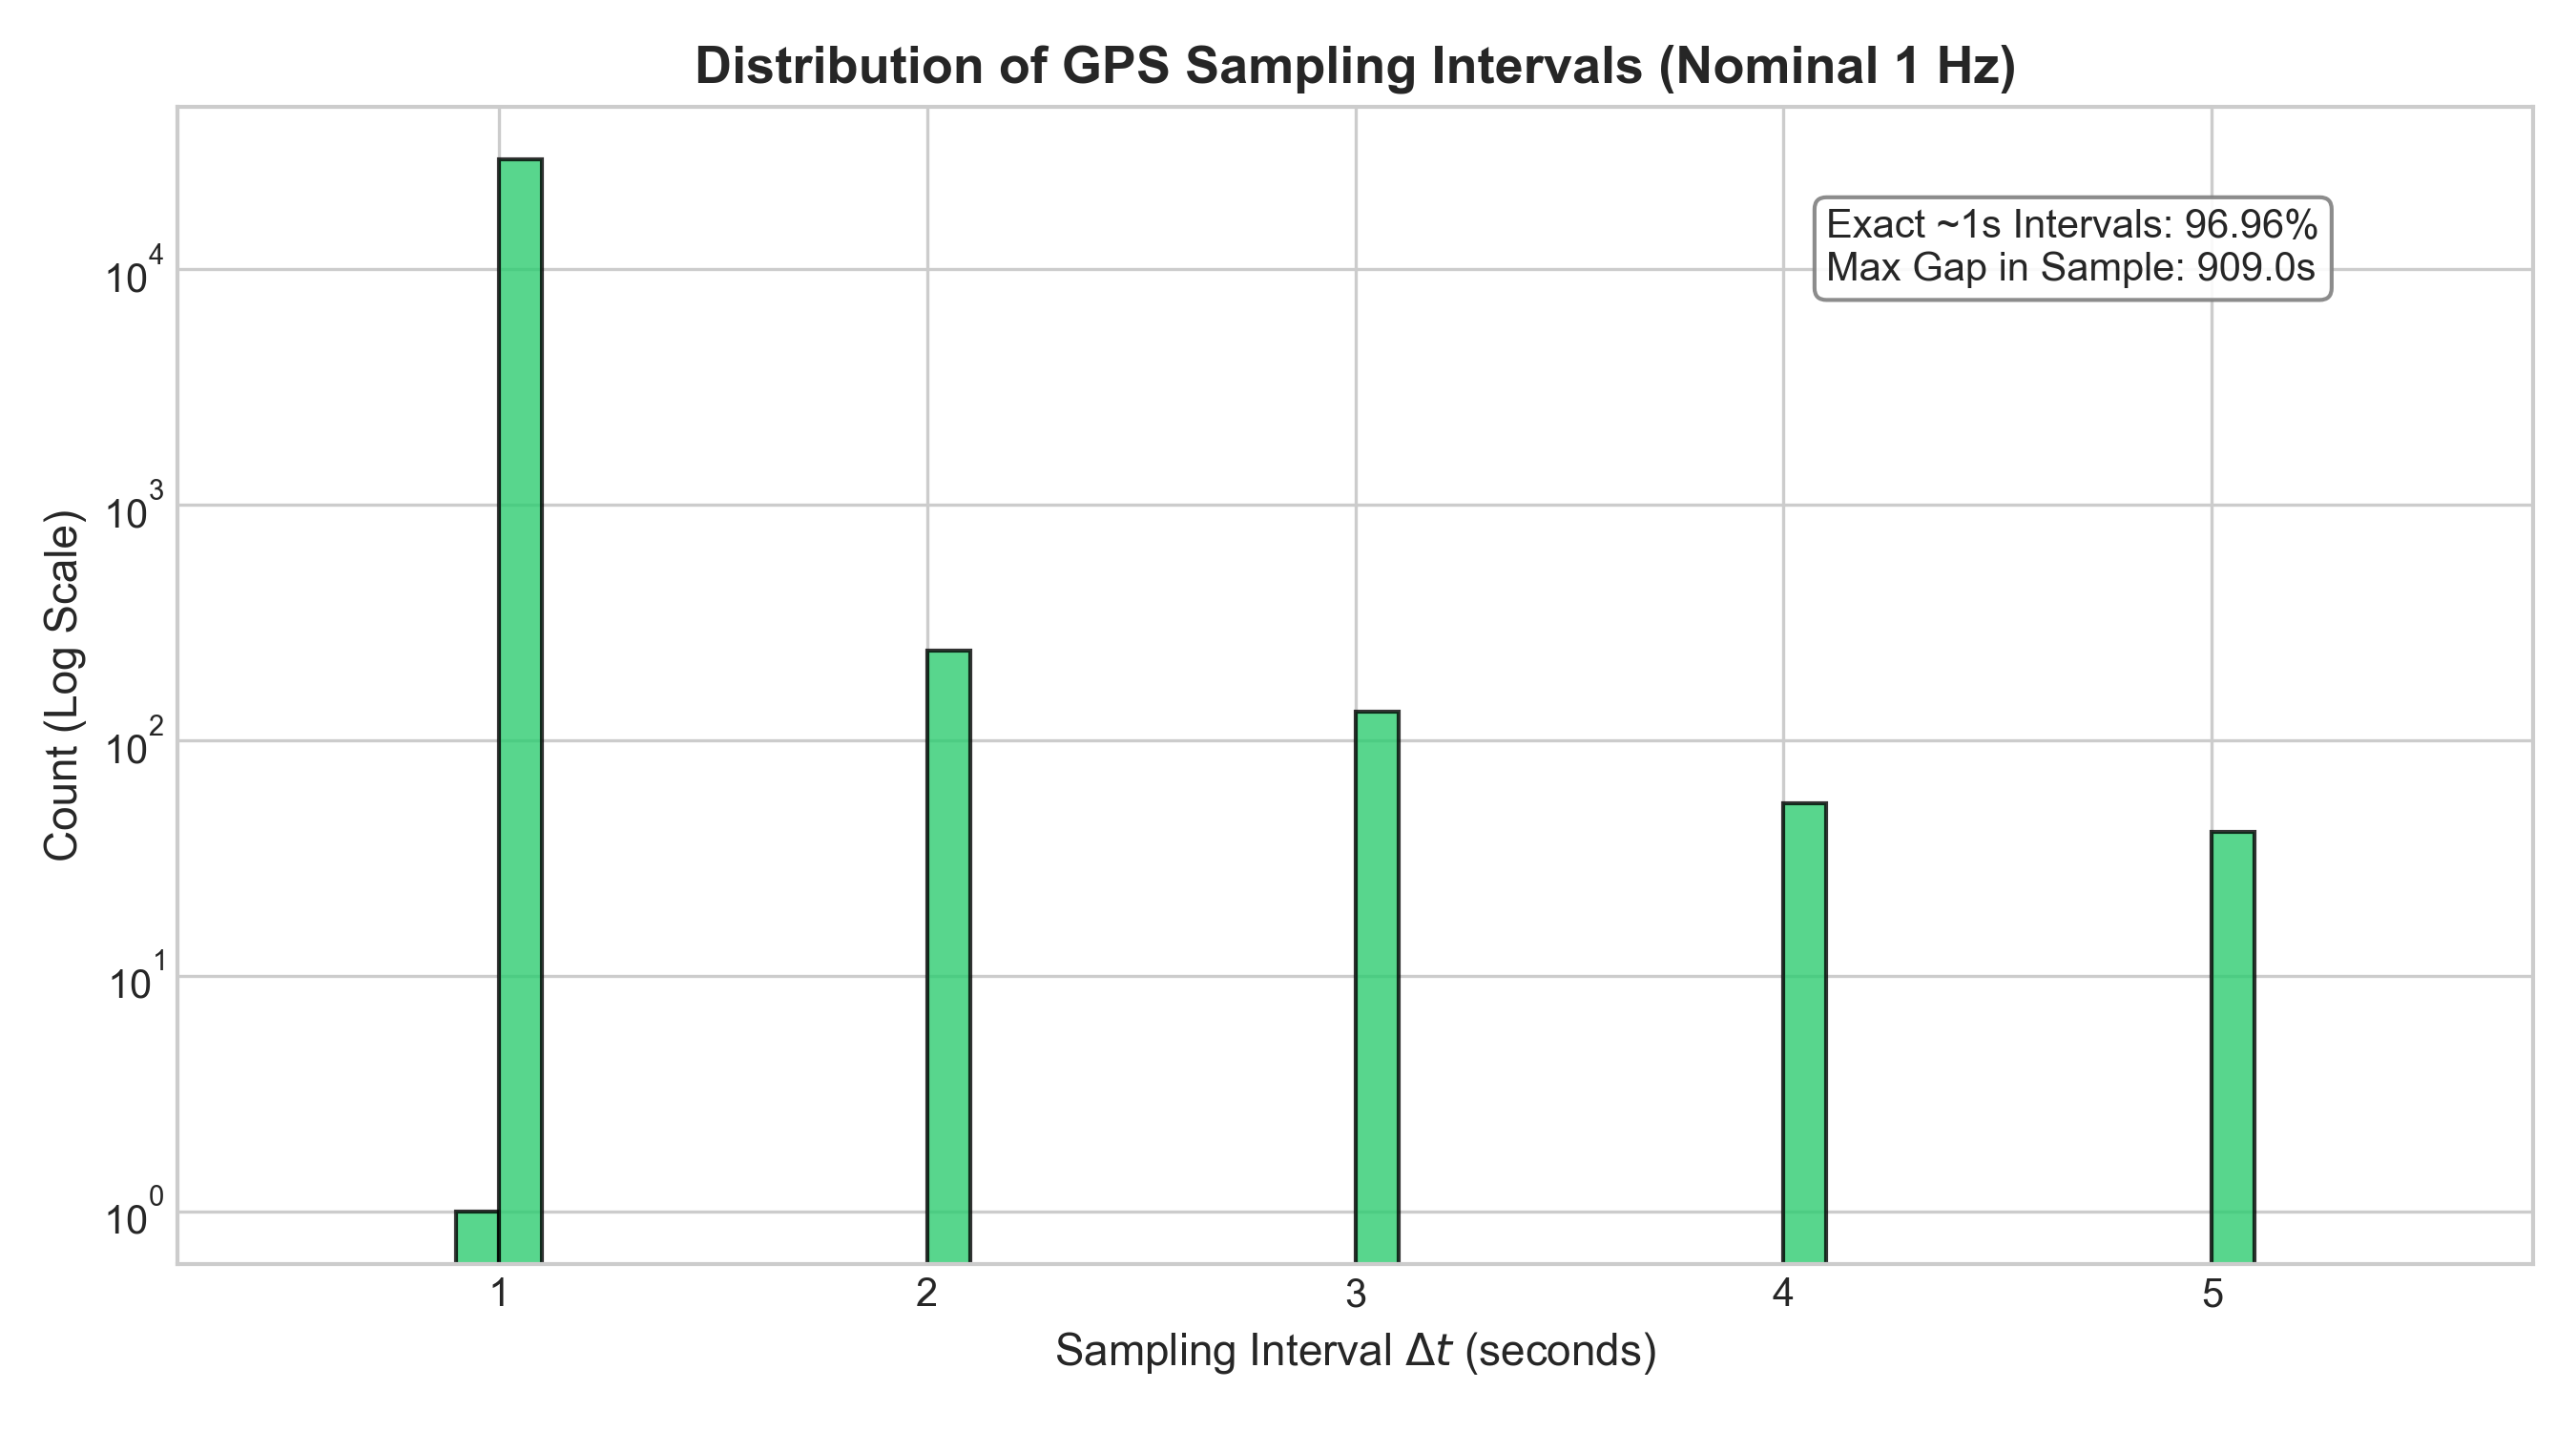 Distribution of GPS Sampling Intervals (Nominal 1 Hz)
Exact ~1s Intervals: 96.96%
Max Gap in Sample: 909.0s
Count (Log Scale)
10^4
10^3
10^2
10^1
10^0
1 2 3 4 5
Sampling Interval Δt (seconds)